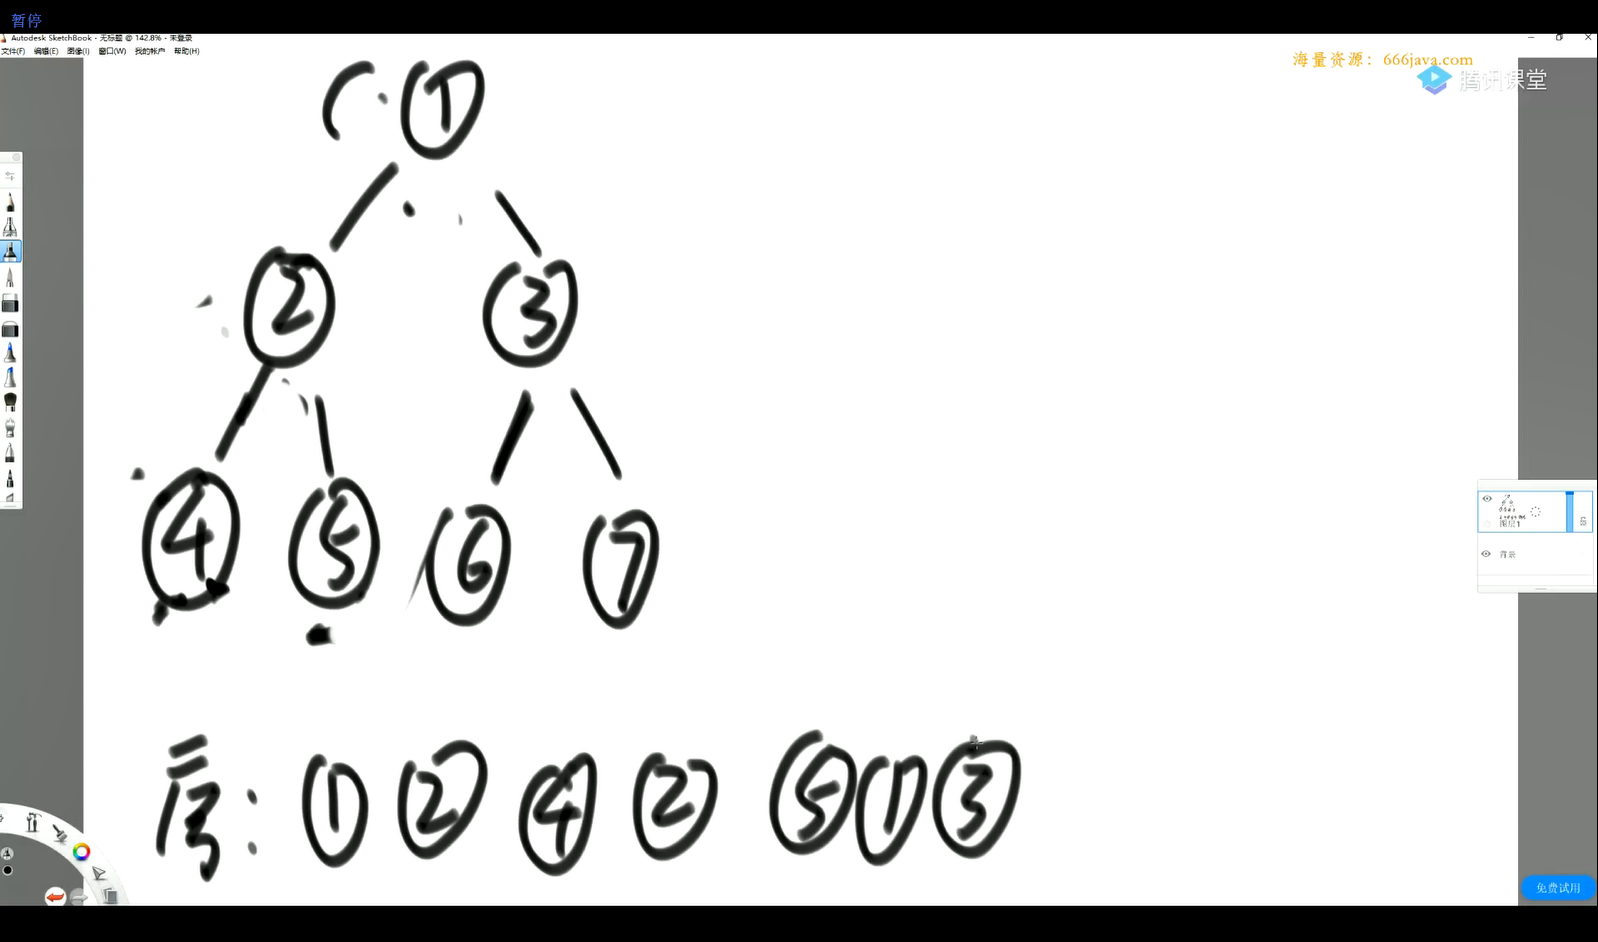 暂停
Autodesk SketchBook - 无标题 @ 142.8% - 未登录
文件(F) 编辑(E) 图像(I) 窗口(W) 我的帐户 帮助(H)
海量资源：666java.com
腾讯课堂
①
② ③
④ ⑤ ⑥ ⑦
图层1
背景
序: ① ② ④ ② ⑤ ① ③
免费试用